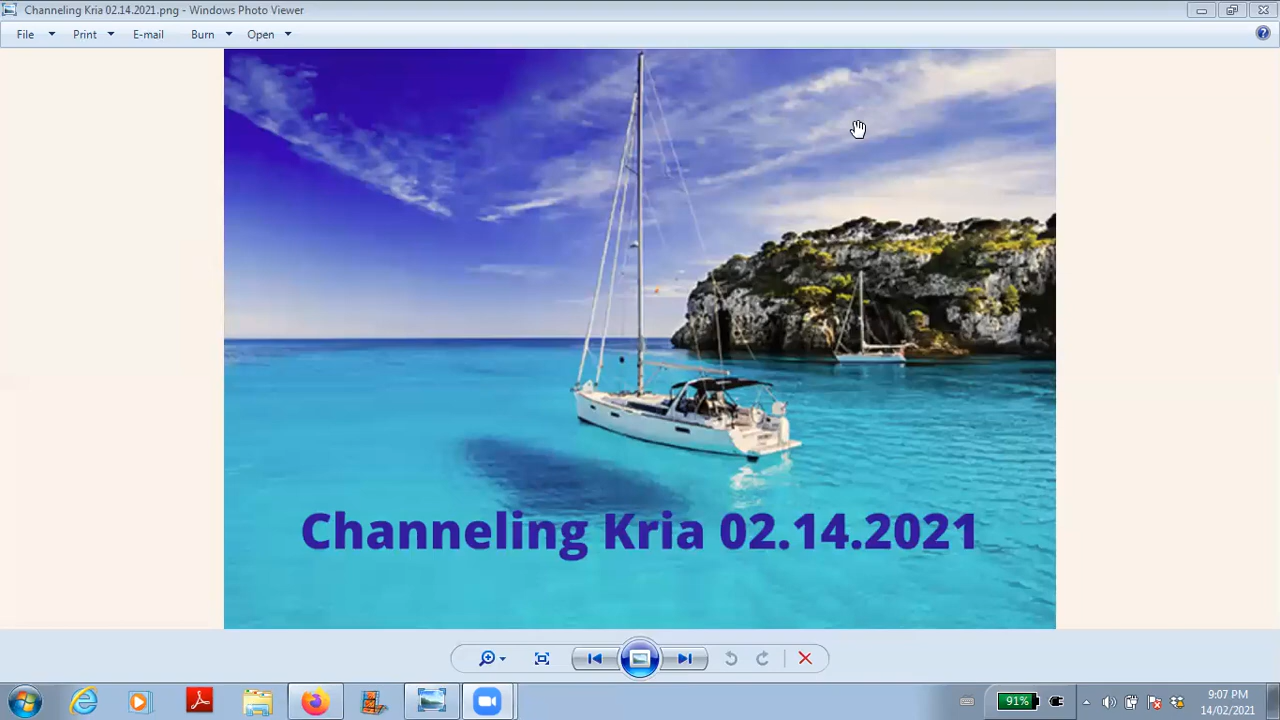 Channeling Kria 02.14.2021.png - Windows Photo Viewer
File Print E-mail Burn Open
Channeling Kria 02.14.2021
91%
9:07 PM
14/02/2021